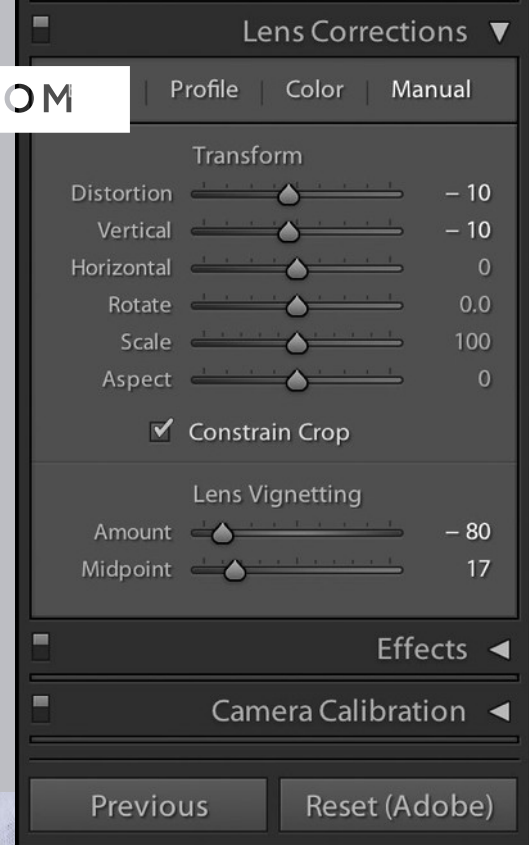 Lens Corrections
OM
Profile | Color | Manual
Transform
Distortion – 10
Vertical – 10
Horizontal 0
Rotate 0.0
Scale 100
Aspect 0
Constrain Crop
Lens Vignetting
Amount – 80
Midpoint 17
Effects
Camera Calibration
Previous Reset (Adobe)